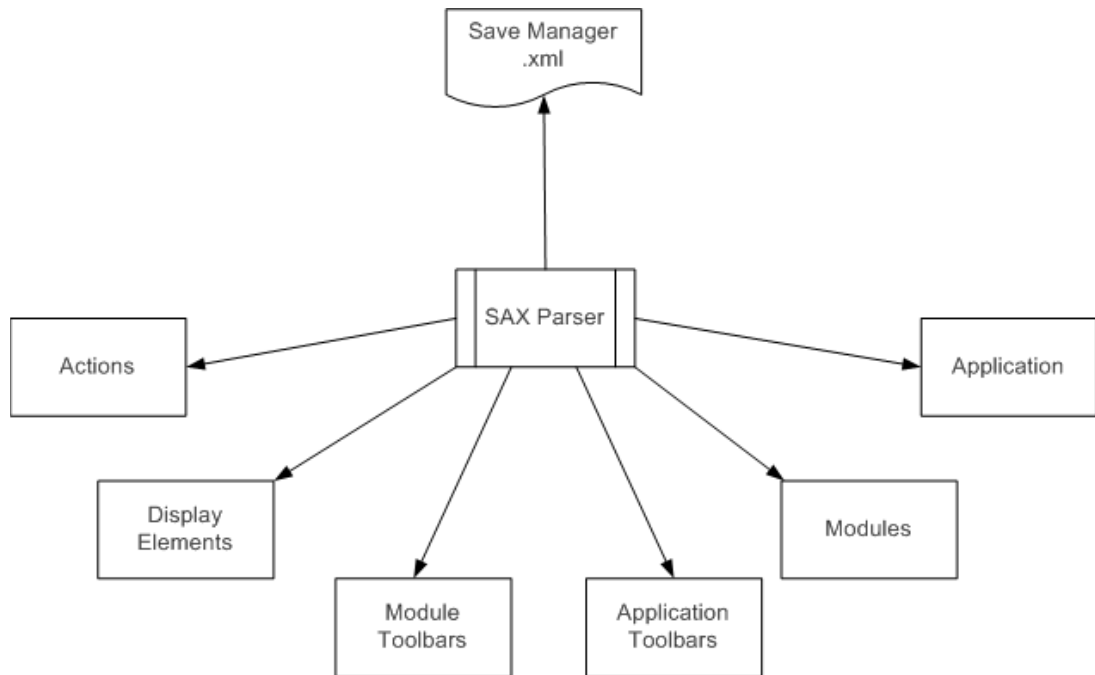 Save Manager
.xml
SAX Parser
Actions
Application
Display
Elements
Modules
Module
Toolbars
Application
Toolbars